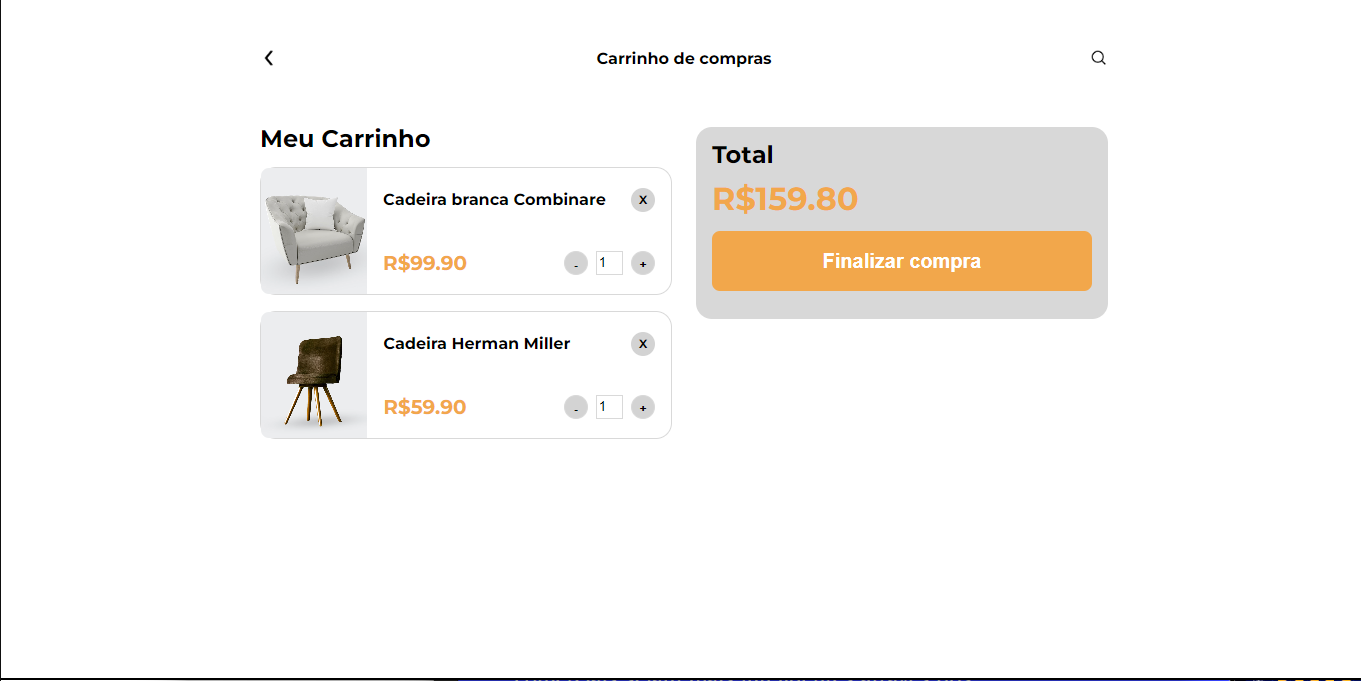 Carrinho de compras
Meu Carrinho
Cadeira branca Combinare
X
R$99.90
- 1 +
Cadeira Herman Miller
X
R$59.90
- 1 +
Total
R$159.80
Finalizar compra